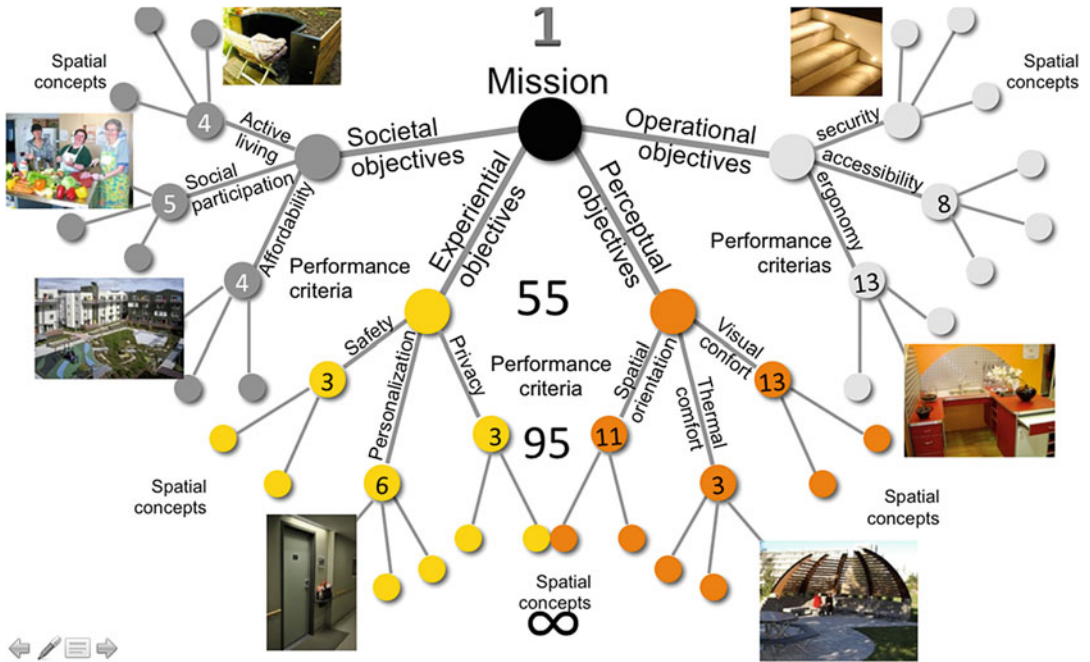 1
Mission
Spatial
concepts
4
Active
living
Societal
objectives
Social
participation
5
Affordability
4
Performance
criteria
Experiential
objectives
Perceptual
objectives
Operational
objectives
security
accessibility
ergonomy
8
13
Spatial
concepts
Performance
criterias
55
Performance
criteria
95
Safety
3
Personalization
6
Privacy
3
Spatial
orientation
11
Thermal
comfort
3
Visual
confort
13
Spatial
concepts
Spatial
concepts
∞
Spatial
concepts